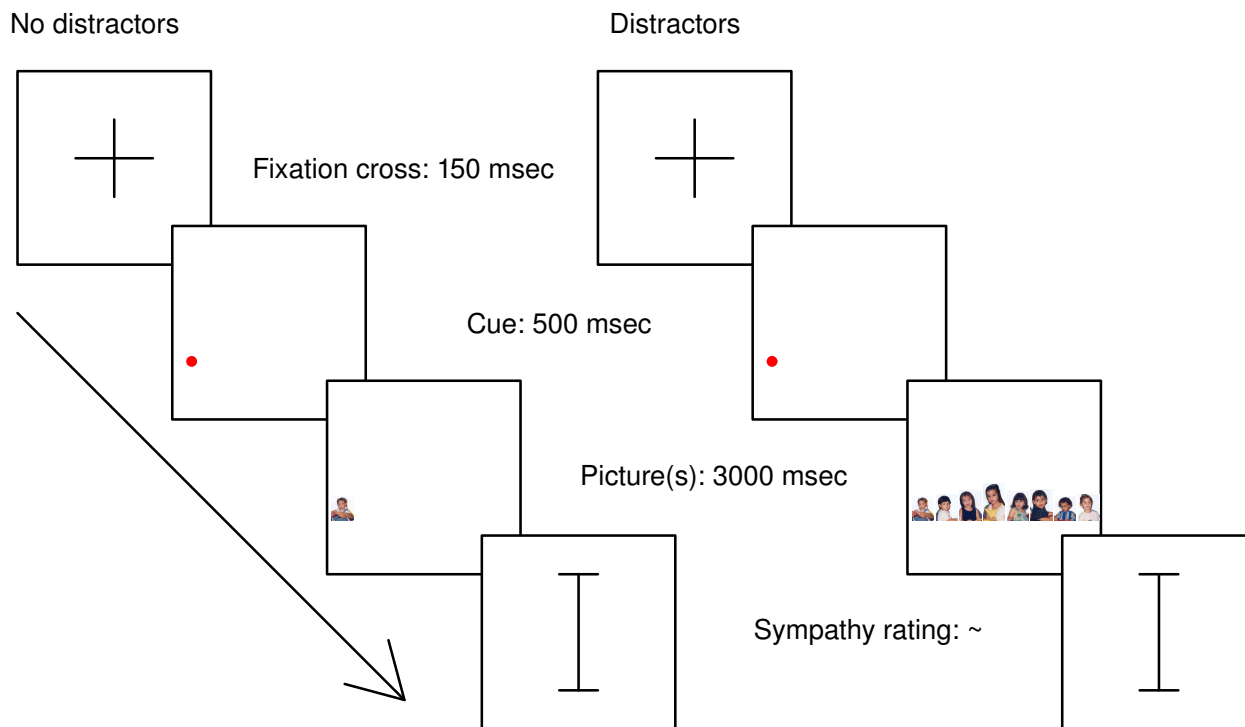 No distractors
Distractors
Fixation cross: 150 msec
Cue: 500 msec
Picture(s): 3000 msec
Sympathy rating: ~